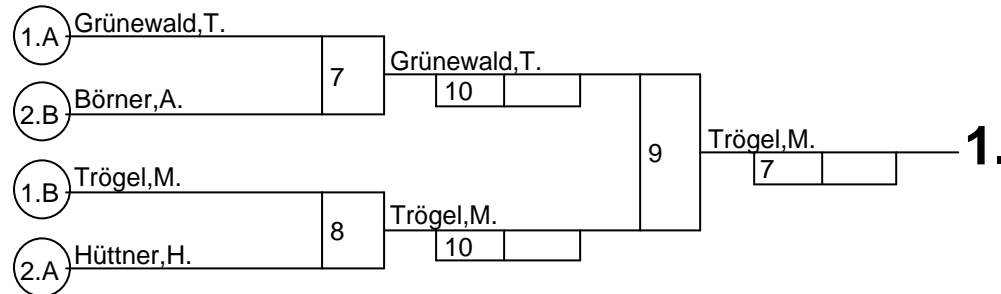 1.A Grünewald,T.
7 Grünewald,T.
10
2.B Börner,A.
9 Trögel,M. 1.
7
1.B Trögel,M.
8 Trögel,M.
10
2.A Hüttner,H.